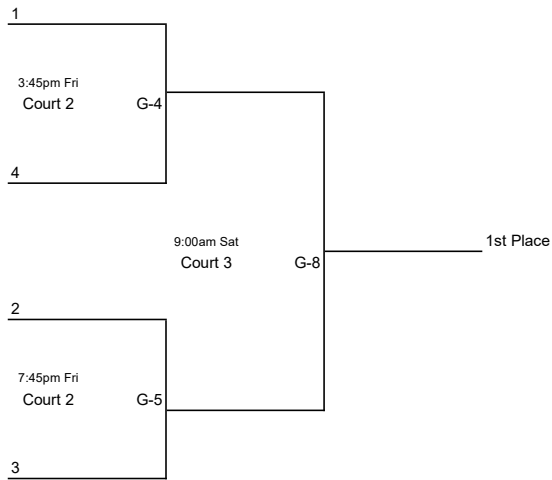 1
3:45pm Fri
Court 2 G-4
4
9:00am Sat
Court 3 G-8
1st Place
2
7:45pm Fri
Court 2 G-5
3